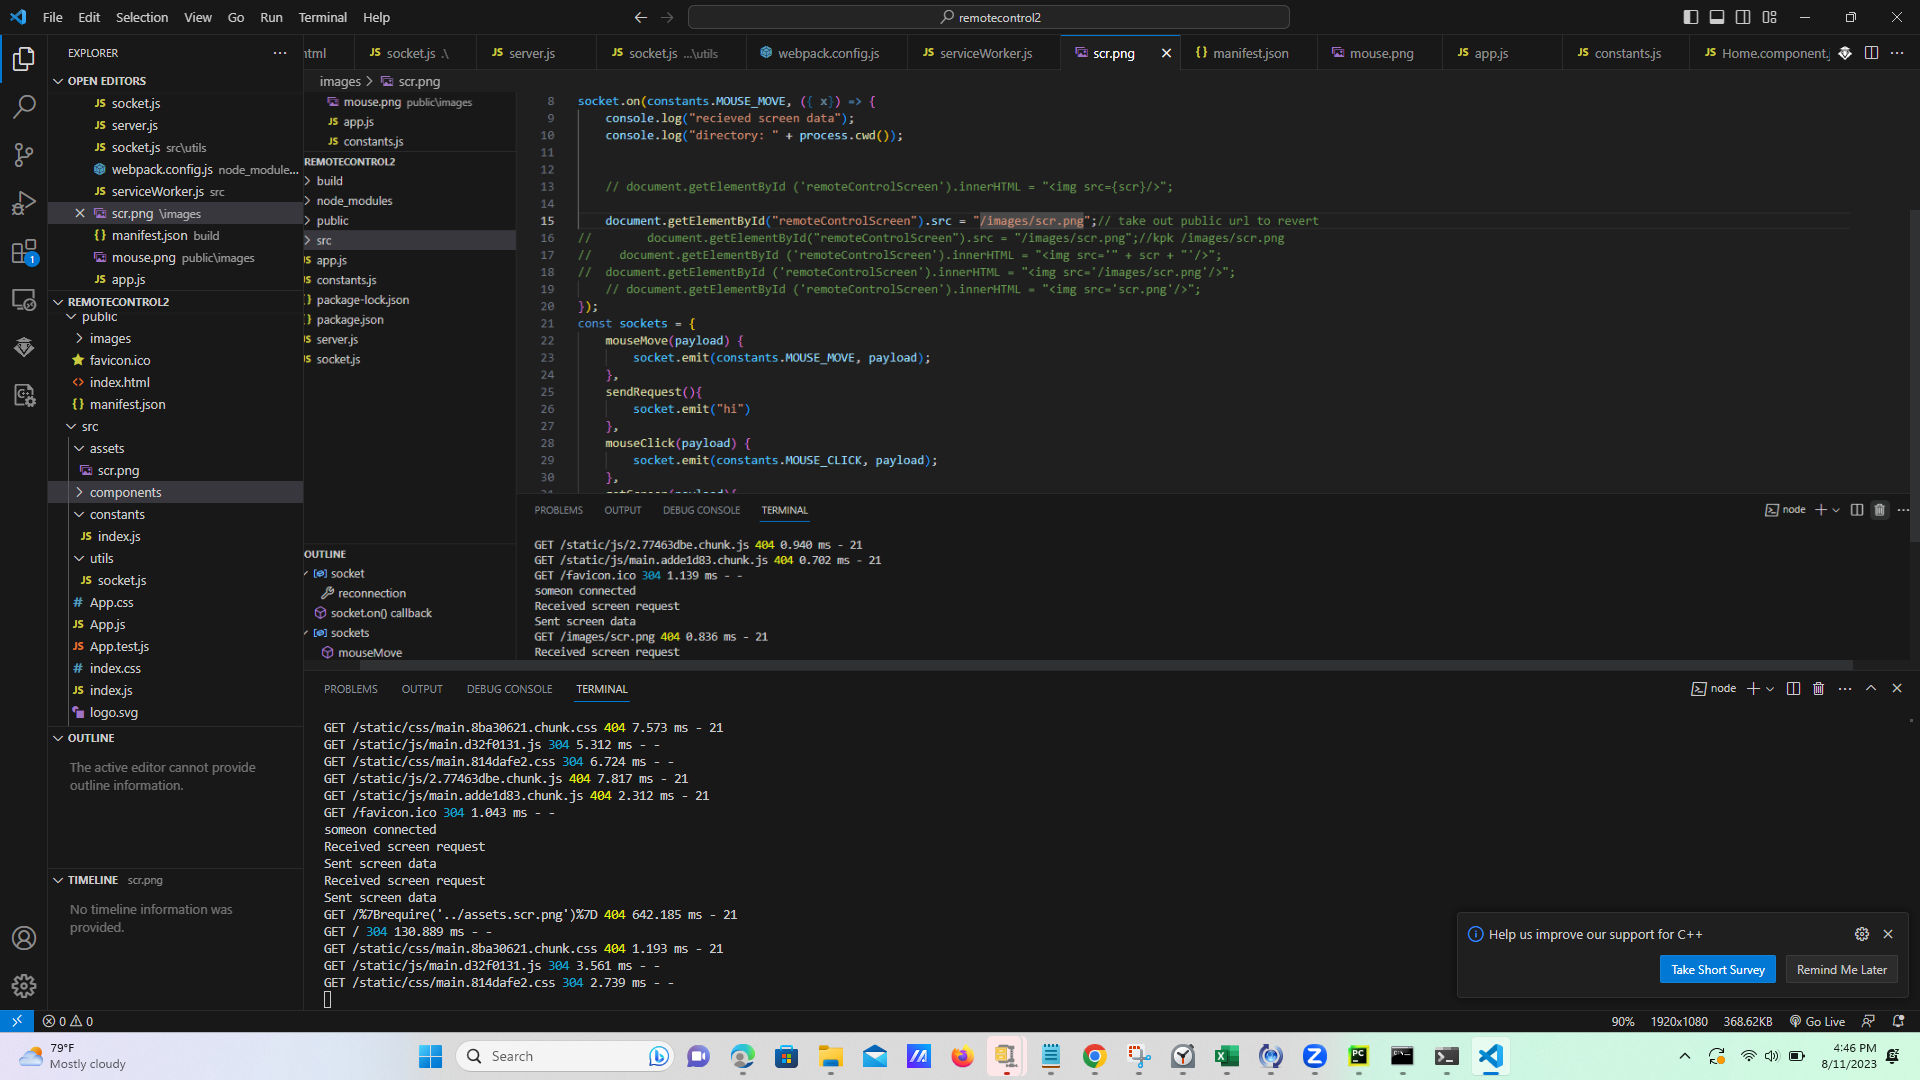 File Edit Selection View Go Run Terminal Help
remotecontrol2
EXPLORER
OPEN EDITORS
JS socket.js
JS server.js
JS socket.js src\utils
webpack.config.js node_module...
JS serviceWorker.js src
scr.png \images
{} manifest.json build
mouse.png public\images
JS app.js
REMOTECONTROL2
public
images
favicon.ico
<> index.html
{} manifest.json
src
assets
scr.png
components
constants
JS index.js
utils
JS socket.js
# App.css
JS App.js
JS App.test.js
# index.css
JS index.js
logo.svg
OUTLINE
The active editor cannot provide
outline information.
TIMELINE scr.png
No timeline information was
provided.
html JS socket.js .\ JS server.js JS socket.js ...\utils webpack.config.js JS serviceWorker.js scr.png {} manifest.json mouse.png JS app.js JS constants.js JS Home.component.
images > scr.png
mouse.png public\images
JS app.js
JS constants.js
REMOTECONTROL2
build
node_modules
public
src
JS app.js
JS constants.js
} package-lock.json
} package.json
JS server.js
JS socket.js
OUTLINE
socket
reconnection
socket.on() callback
sockets
mouseMove
8 socket.on(constants.MOUSE_MOVE, ({ x}) => {
9 console.log("recieved screen data");
10 console.log("directory: " + process.cwd());
11
12
13 // document.getElementById ('remoteControlScreen').innerHTML = "<img src={scr}/>";
14
15 document.getElementById("remoteControlScreen").src = "/images/scr.png";// take out public url to revert
16 // document.getElementById("remoteControlScreen").src = "/images/scr.png";//kpk /images/scr.png
17 // document.getElementById ('remoteControlScreen').innerHTML = "<img src='" + scr + "'/>";
18 // document.getElementById ('remoteControlScreen').innerHTML = "<img src='/images/scr.png'/>";
19 // document.getElementById ('remoteControlScreen').innerHTML = "<img src='scr.png'/>";
20 });
21 const sockets = {
22 mouseMove(payload) {
23 socket.emit(constants.MOUSE_MOVE, payload);
24 },
25 sendRequest(){
26 socket.emit("hi")
27 },
28 mouseClick(payload) {
29 socket.emit(constants.MOUSE_CLICK, payload);
30 },
PROBLEMS OUTPUT DEBUG CONSOLE TERMINAL
node
GET /static/js/2.77463dbe.chunk.js 404 0.940 ms - 21
GET /static/js/main.adde1d83.chunk.js 404 0.702 ms - 21
GET /favicon.ico 304 1.139 ms - -
someon connected
Received screen request
Sent screen data
GET /images/scr.png 404 0.836 ms - 21
Received screen request
PROBLEMS OUTPUT DEBUG CONSOLE TERMINAL
node
GET /static/css/main.8ba30621.chunk.css 404 7.573 ms - 21
GET /static/js/main.d32f0131.js 304 5.312 ms - -
GET /static/css/main.814dafe2.css 304 6.724 ms - -
GET /static/js/2.77463dbe.chunk.js 404 7.817 ms - 21
GET /static/js/main.adde1d83.chunk.js 404 2.312 ms - 21
GET /favicon.ico 304 1.043 ms - -
someon connected
Received screen request
Sent screen data
Received screen request
Sent screen data
GET /%7Brequire('../assets.scr.png')%7D 404 642.185 ms - 21
GET / 304 130.889 ms - -
GET /static/css/main.8ba30621.chunk.css 404 1.193 ms - 21
GET /static/js/main.d32f0131.js 304 3.561 ms - -
GET /static/css/main.814dafe2.css 304 2.739 ms - -
Help us improve our support for C++
Take Short Survey Remind Me Later
0 0
90% 1920x1080 368.62KB Go Live
79°F
Mostly cloudy
Search
4:46 PM
8/11/2023